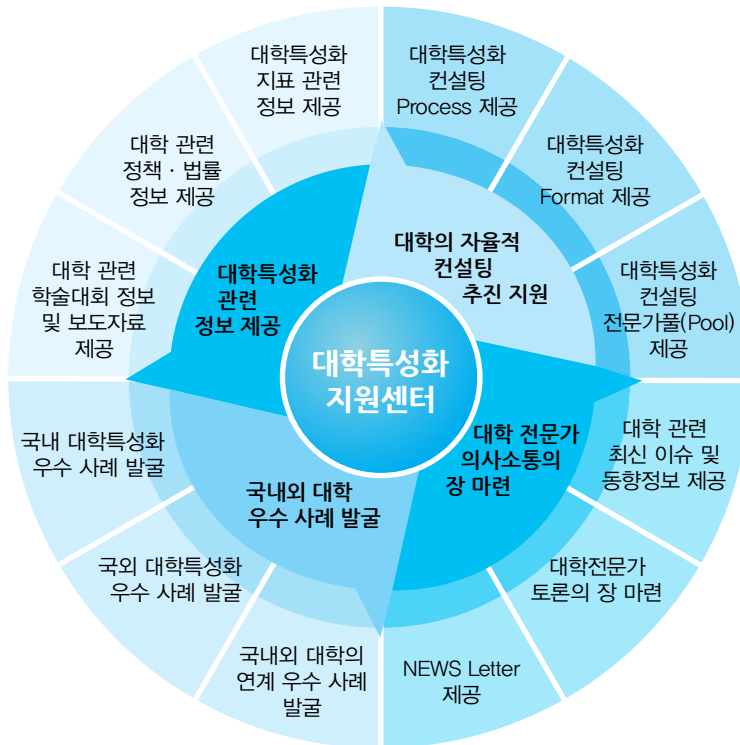 대학특성화
지표 관련
정보 제공
대학특성화
컨설팅
Process 제공
대학 관련
정책 · 법률
정보 제공
대학특성화
컨설팅
Format 제공
대학 관련
학술대회 정보
및 보도자료
제공
대학특성화
관련
정보 제공
대학의 자율적
컨설팅
추진 지원
대학특성화
컨설팅
전문가풀(Pool)
제공
대학특성화
지원센터
국내 대학특성화
우수 사례 발굴
국내외 대학
우수 사례 발굴
대학 전문가
의사소통의
장 마련
대학 관련
최신 이슈 및
동향정보 제공
국외 대학특성화
우수 사례 발굴
대학전문가
토론의 장 마련
국내외 대학의
연계 우수 사례
발굴
NEWS Letter
제공